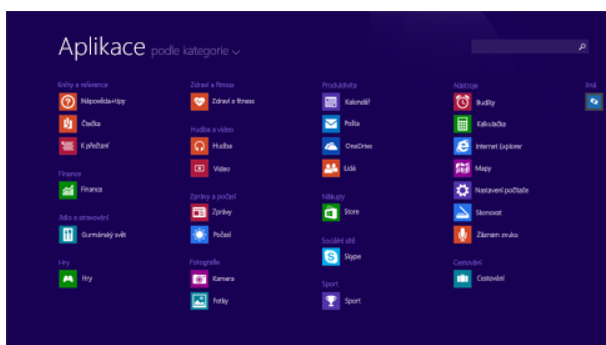 Aplikace podle kategorie
Knihy a reference
Nápověda+tipy
Čtečka
K přečtení
Finance
Finance
Jídlo a stravování
Gurmánský svět
Hry
Hry
Zdraví a fitness
Zdraví a fitness
Hudba a video
Hudba
Video
Zprávy a počasí
Zprávy
Počasí
Fotografie
Kamera
Fotky
Produktivita
Kalendář
Pošta
OneDrive
Lidé
Nákupy
Store
Sociální sítě
Skype
Sport
Sport
Nástroje
Budíky
Kalkulačka
Internet Explorer
Mapy
Nastavení počítače
Skenovat
Záznam zvuku
Cestování
Cestování
Jiná